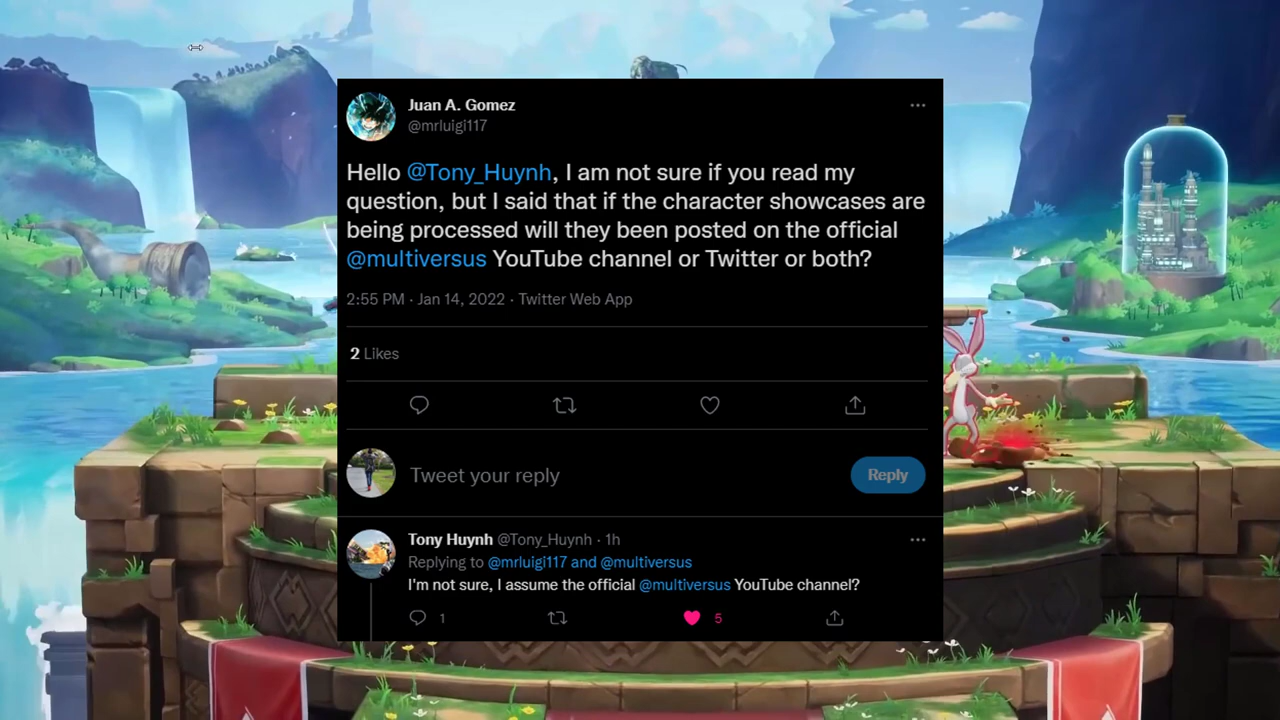 Juan A. Gomez
@mrluigi117
Hello @Tony_Huynh, I am not sure if you read my
question, but I said that if the character showcases are
being processed will they been posted on the official
@multiversus YouTube channel or Twitter or both?
2:55 PM · Jan 14, 2022 · Twitter Web App
2 Likes
Tweet your reply
Reply
Tony Huynh @Tony_Huynh · 1h
Replying to @mrluigi117 and @multiversus
I'm not sure, I assume the official @multiversus YouTube channel?
1
5